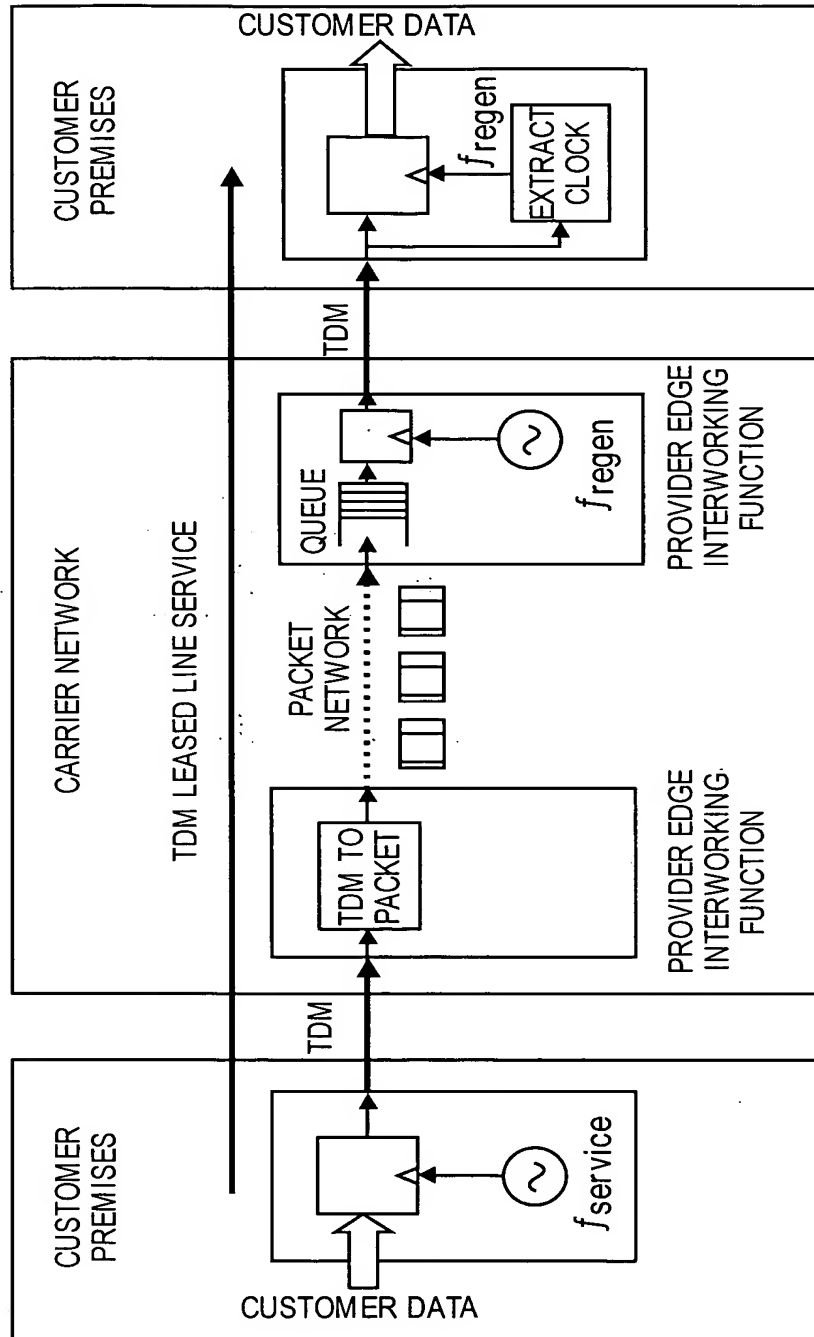 CUSTOMER
PREMISES
CUSTOMER DATA
f service
TDM
CARRIER NETWORK
TDM LEASED LINE SERVICE
TDM TO
PACKET
PROVIDER EDGE
INTERWORKING
FUNCTION
PACKET
NETWORK
QUEUE
f regen
PROVIDER EDGE
INTERWORKING
FUNCTION
TDM
CUSTOMER
PREMISES
CUSTOMER DATA
f regen
EXTRACT
CLOCK